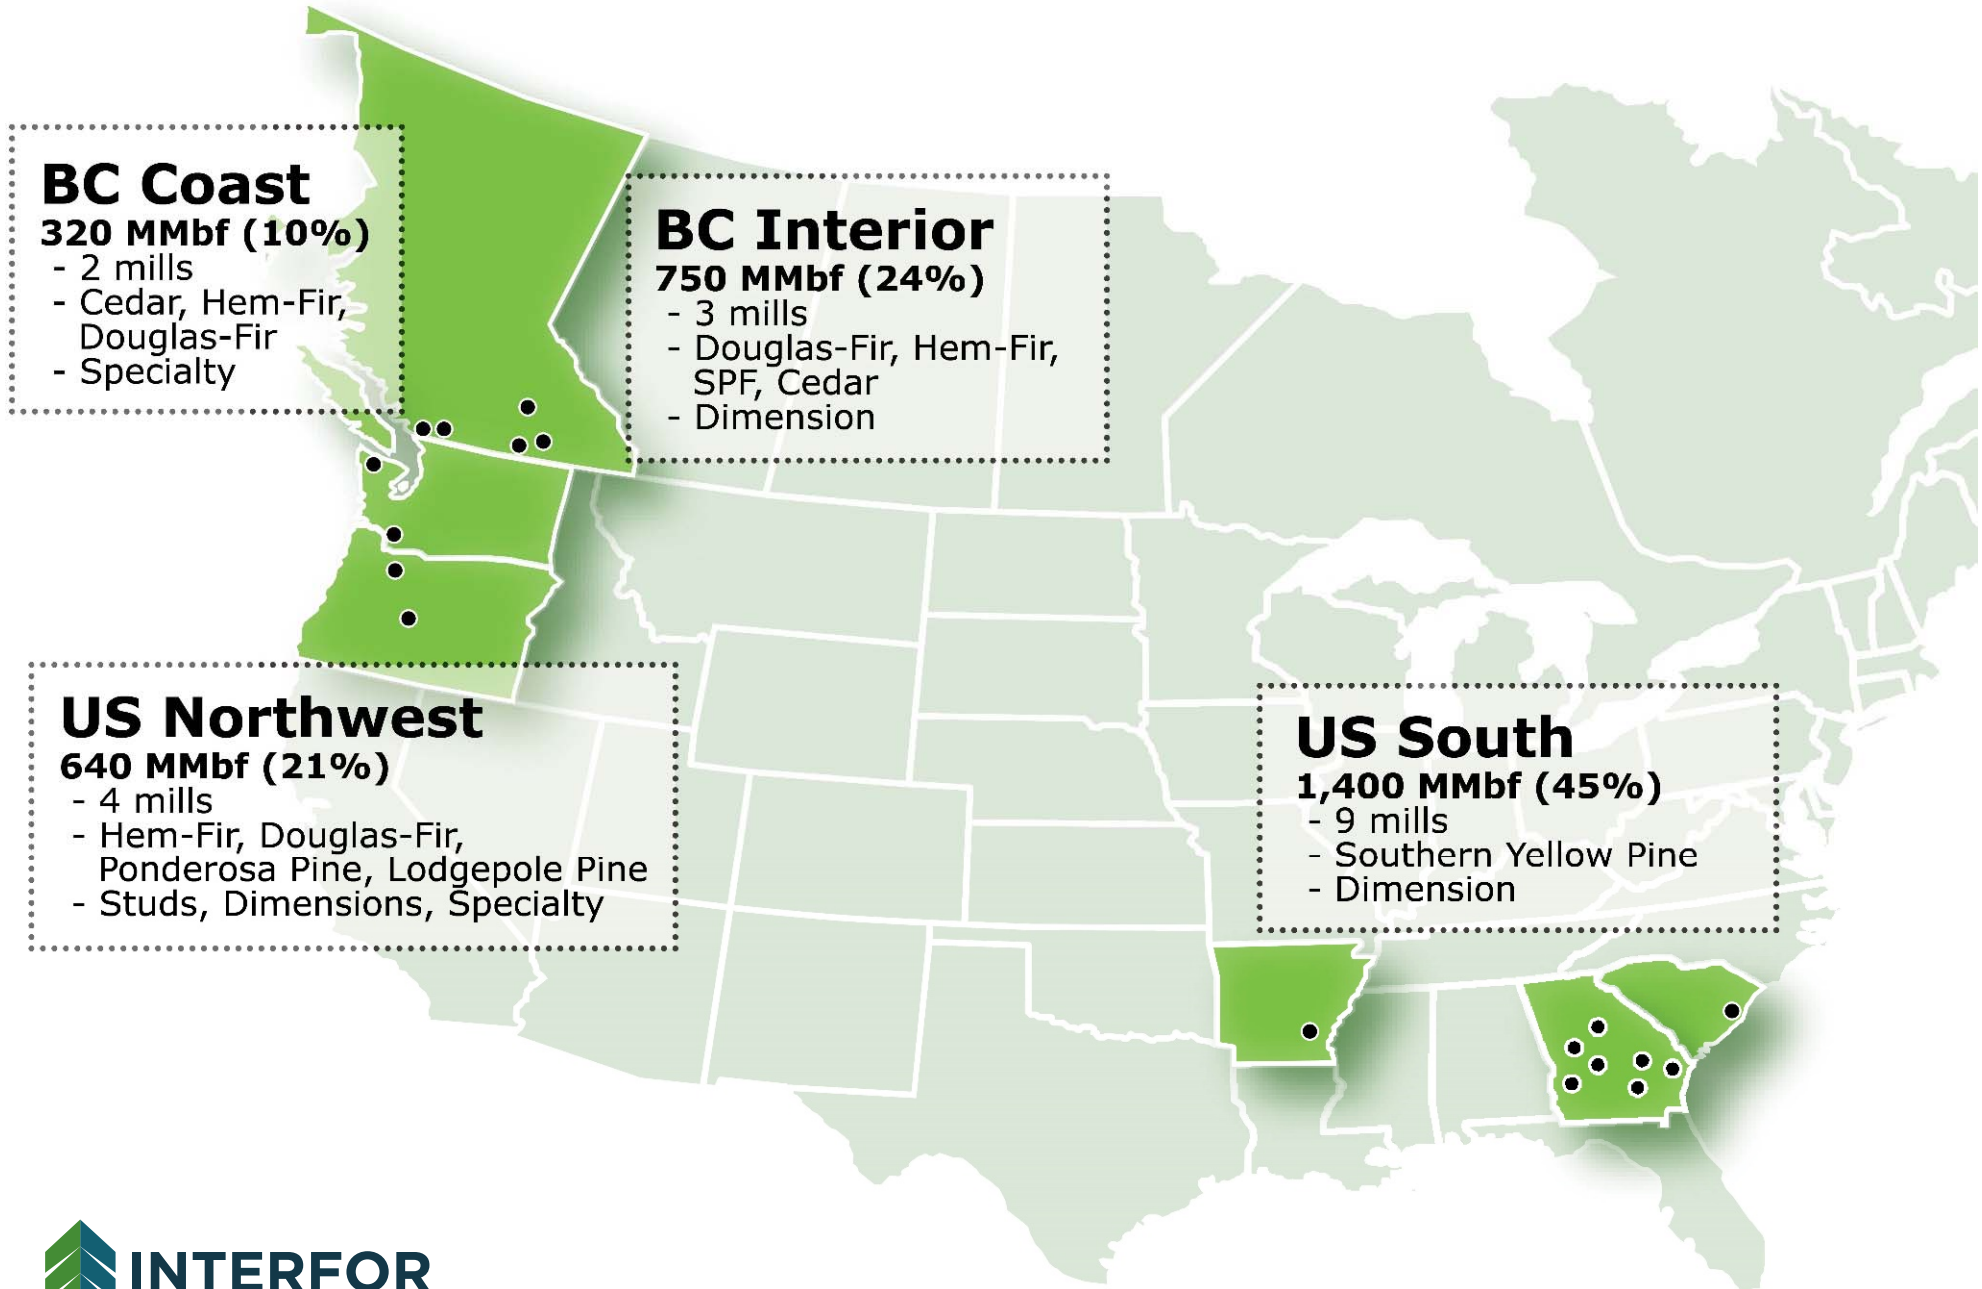 BC Coast
320 MMbf (10%)
- 2 mills
- Cedar, Hem-Fir,
Douglas-Fir
- Specialty
BC Interior
750 MMbf (24%)
- 3 mills
- Douglas-Fir, Hem-Fir,
SPF, Cedar
- Dimension
US Northwest
640 MMbf (21%)
- 4 mills
- Hem-Fir, Douglas-Fir,
Ponderosa Pine, Lodgepole Pine
- Studs, Dimensions, Specialty
US South
1,400 MMbf (45%)
- 9 mills
- Southern Yellow Pine
- Dimension
INTERFOR